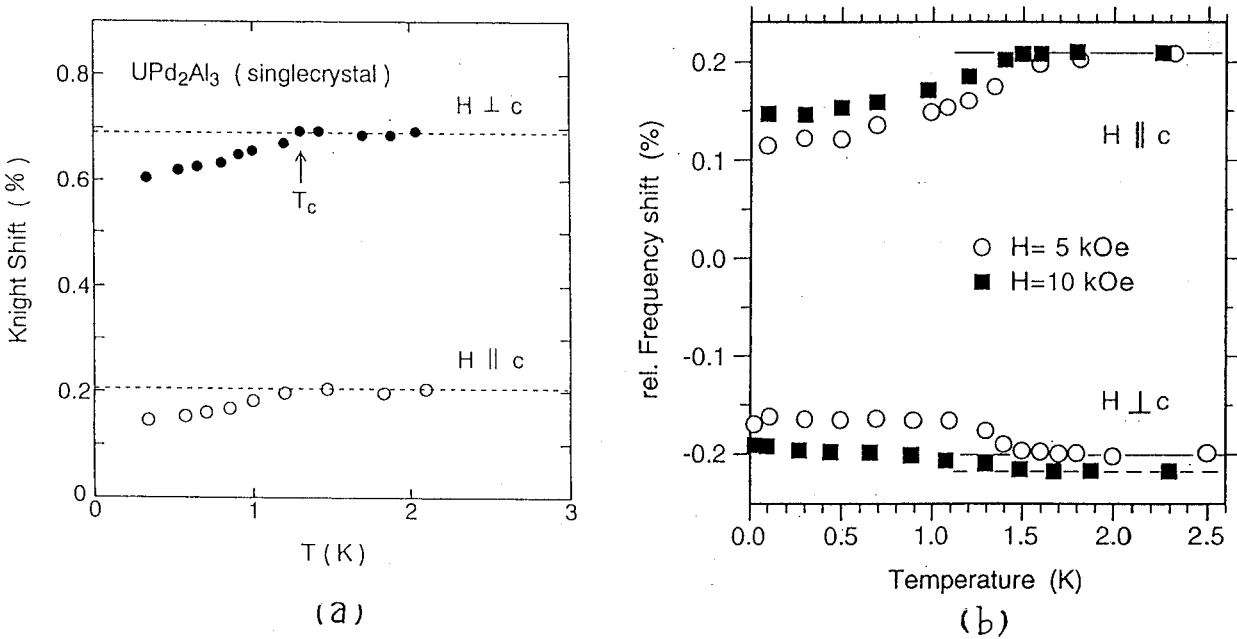 UPd₂Al₃ ( singlecrystal )
H ⊥ c
Tc
H || c
Knight Shift ( % )
0.8
0.6
0.4
0.2
0
0
1
2
3
T ( K )
(a)
rel. Frequency shift (%)
0.2
0.1
0.0
-0.1
-0.2
H || c
H= 5 kOe
H=10 kOe
H ⊥ c
0.0
0.5
1.0
1.5
2.0
2.5
Temperature (K)
(b)